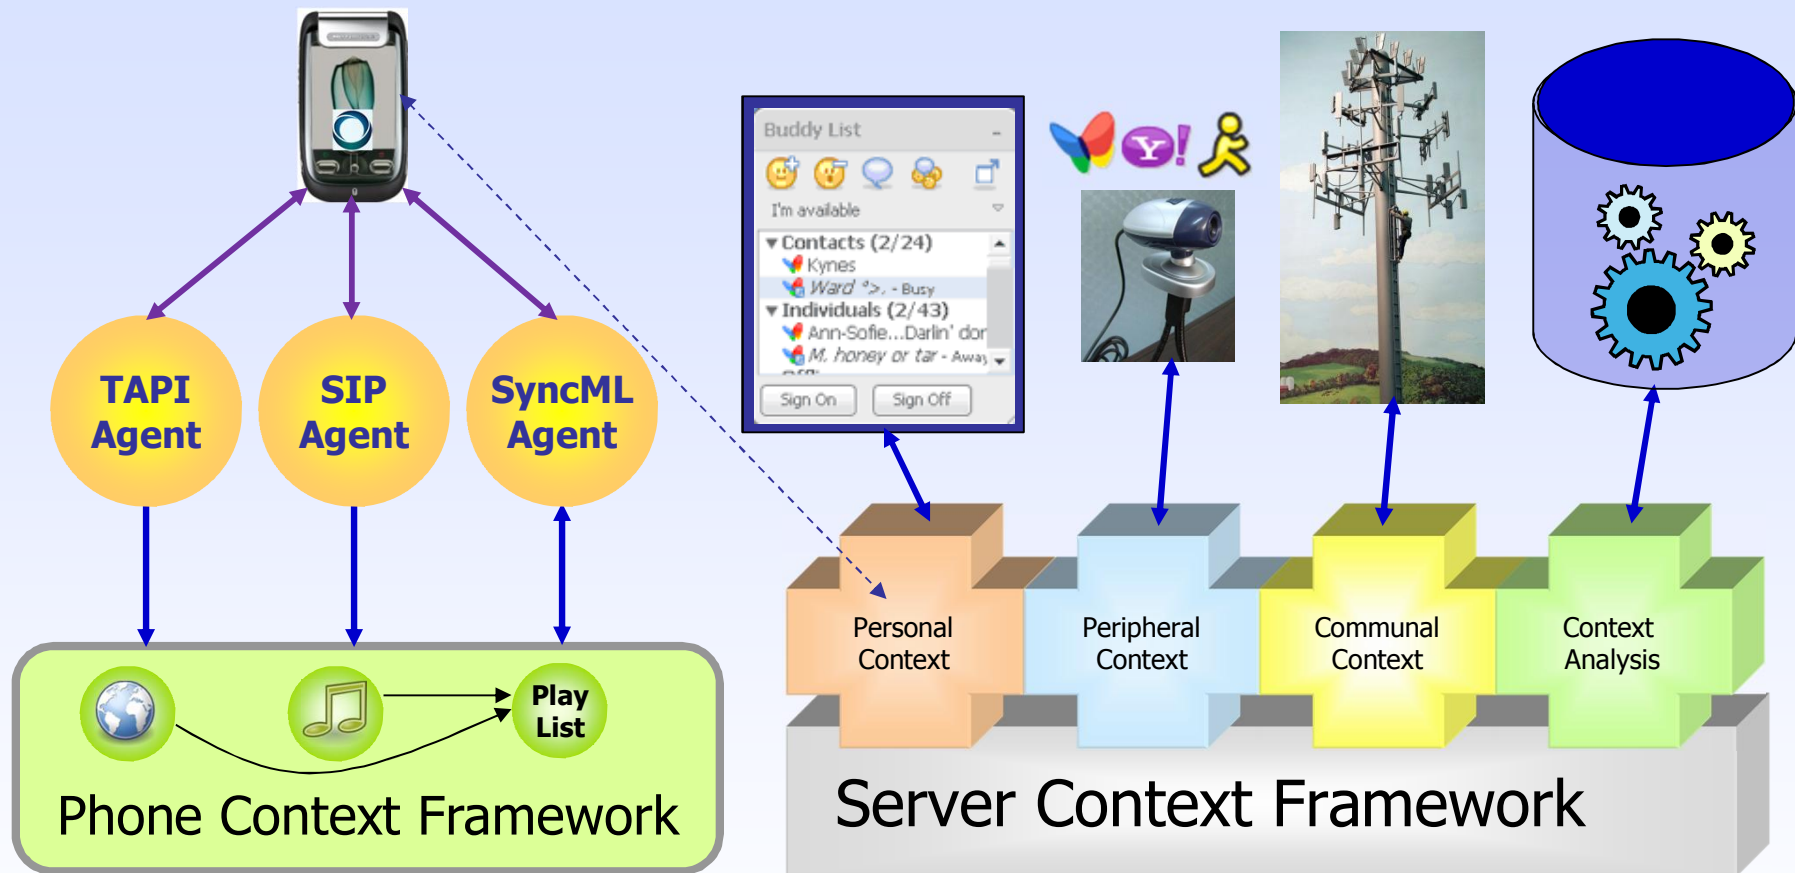 Buddy List
I'm available
Contacts (2/24)
Kynes
Ward °>. - Busy
Individuals (2/43)
Ann-Sofie...Darlin' dor
M. honey or tar - Away
Sign On
Sign Off
Y!
TAPI
Agent
SIP
Agent
SyncML
Agent
Personal
Context
Peripheral
Context
Communal
Context
Context
Analysis
Play
List
Phone Context Framework
Server Context Framework